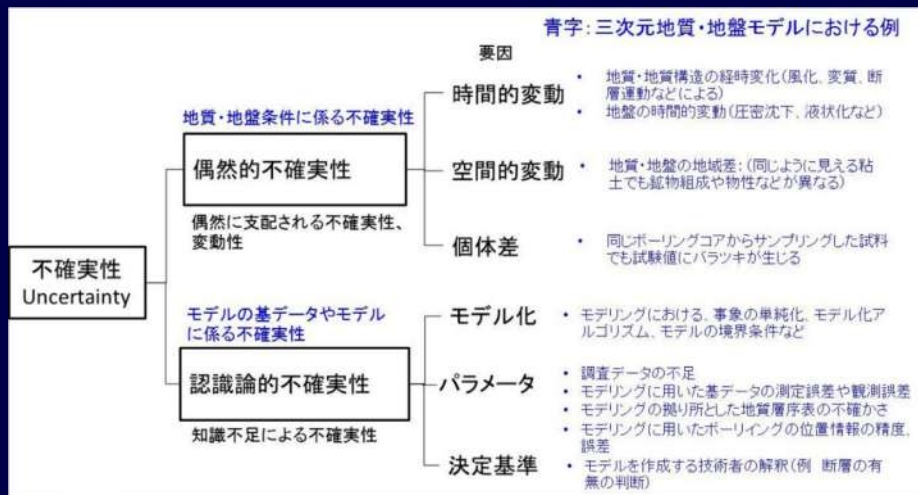 青字:三次元地質・地盤モデルにおける例
要因
地質・地盤条件に係る不確実性
偶然的不確実性
偶然に支配される不確実性、
変動性
時間的変動
• 地質・地質構造の経時変化(風化、変質、断
層運動などによる)
• 地盤の時間的変動(圧密沈下、液状化など)
空間的変動
• 地質・地盤の地域差:(同じように見える粘
土でも鉱物組成や物性などが異なる)
個体差
• 同じボーリングコアからサンプリングした試料
でも試験値にバラツキが生じる
不確実性
Uncertainty
モデルの基データやモデル
に係る不確実性
認識論的不確実性
知識不足による不確実性
モデル化
• モデリングにおける、事象の単純化、モデル化ア
ルゴリズム、モデルの境界条件など
パラメータ
• 調査データの不足
• モデリングに用いた基データの測定誤差や観測誤差
• モデリングの拠り所とした地質層序表の不確かさ
• モデリングに用いたボーリイングの位置情報の精度、
誤差
決定基準
• モデルを作成する技術者の解釈(例 断層の有
無の判断)